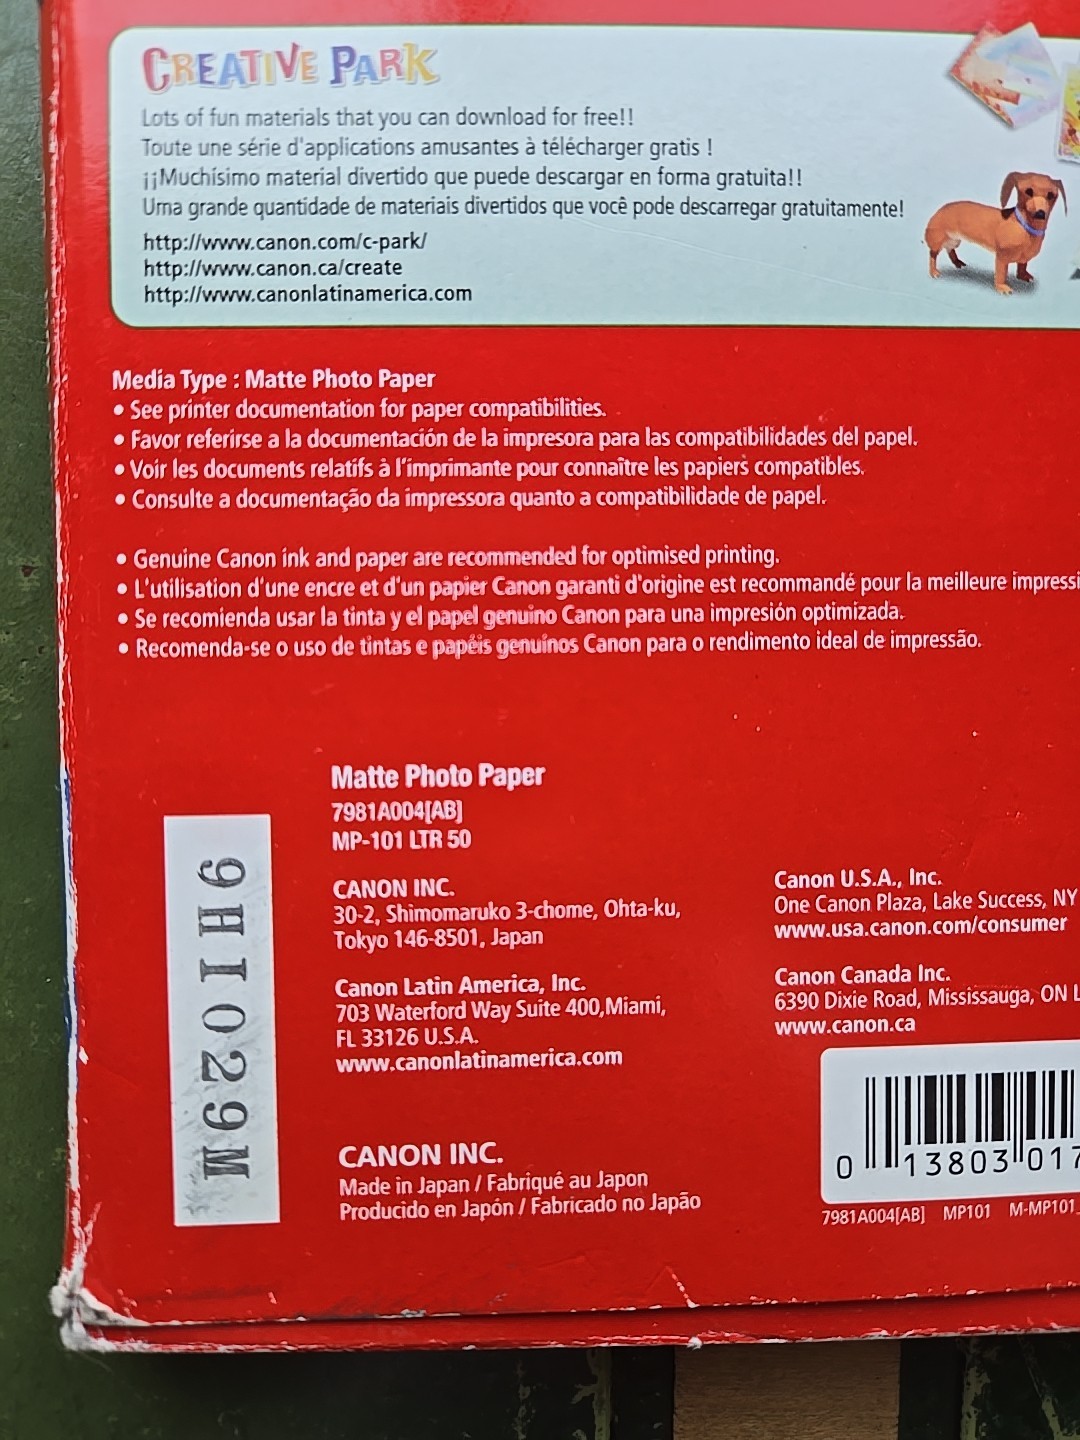 CREATIVE PARK
Lots of fun materials that you can download for free!!
Toute une série d'applications amusantes à télécharger gratis !
¡¡Muchísimo material divertido que puede descargar en forma gratuita!!
Uma grande quantidade de materiais divertidos que você pode descarregar gratuitamente!
http://www.canon.com/c-park/
http://www.canon.ca/create
http://www.canonlatinamerica.com
Media Type : Matte Photo Paper
• See printer documentation for paper compatibilities.
• Favor referirse a la documentación de la impresora para las compatibilidades del papel.
• Voir les documents relatifs à l'imprimante pour connaître les papiers compatibles.
• Consulte a documentação da impressora quanto a compatibilidade de papel.
• Genuine Canon ink and paper are recommended for optimised printing.
• L'utilisation d'une encre et d'un papier Canon garanti d'origine est recommandé pour la meilleure impressi
• Se recomienda usar la tinta y el papel genuino Canon para una impresión optimizada.
• Recomenda-se o uso de tintas e papéis genuínos Canon para o rendimento ideal de impressão.
Matte Photo Paper
7981A004[AB]
MP-101 LTR 50
CANON INC.
30-2, Shimomaruko 3-chome, Ohta-ku,
Tokyo 146-8501, Japan
Canon Latin America, Inc.
703 Waterford Way Suite 400,Miami,
FL 33126 U.S.A.
www.canonlatinamerica.com
CANON INC.
Made in Japan / Fabriqué au Japon
Producido en Japón / Fabricado no Japão
Canon U.S.A., Inc.
One Canon Plaza, Lake Success, NY
www.usa.canon.com/consumer
Canon Canada Inc.
6390 Dixie Road, Mississauga, ON L
www.canon.ca
0 13803 017
7981A004[AB] MP101 M-MP101_
9HI029M